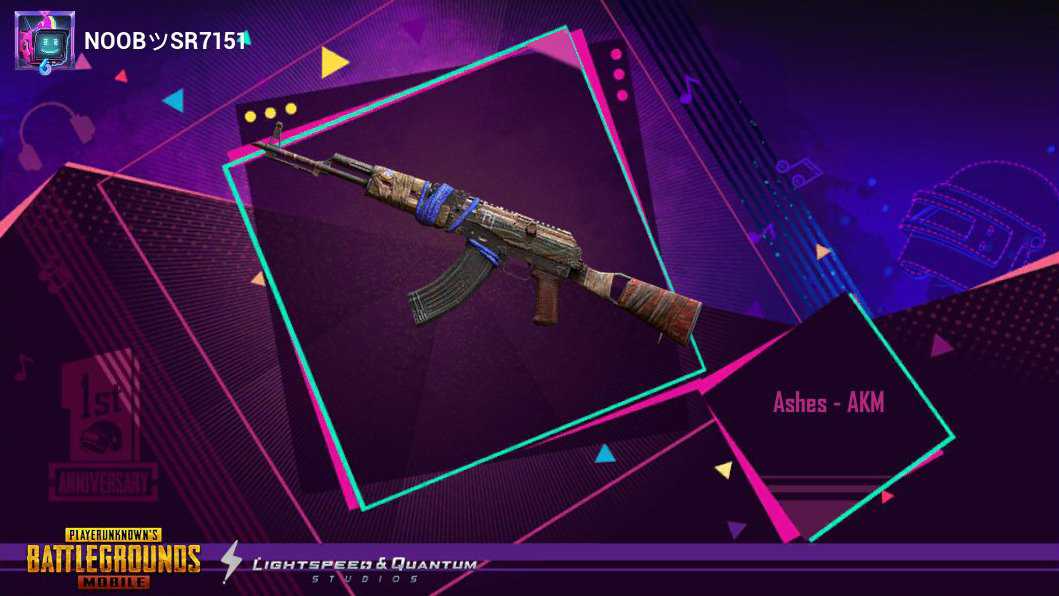 NOOBツSR7151
6
Ashes - AKM
1st
ANNIVERSARY
PLAYERUNKNOWN'S
BATTLEGROUNDS
MOBILE
LIGHTSPEED & QUANTUM
STUDIOS